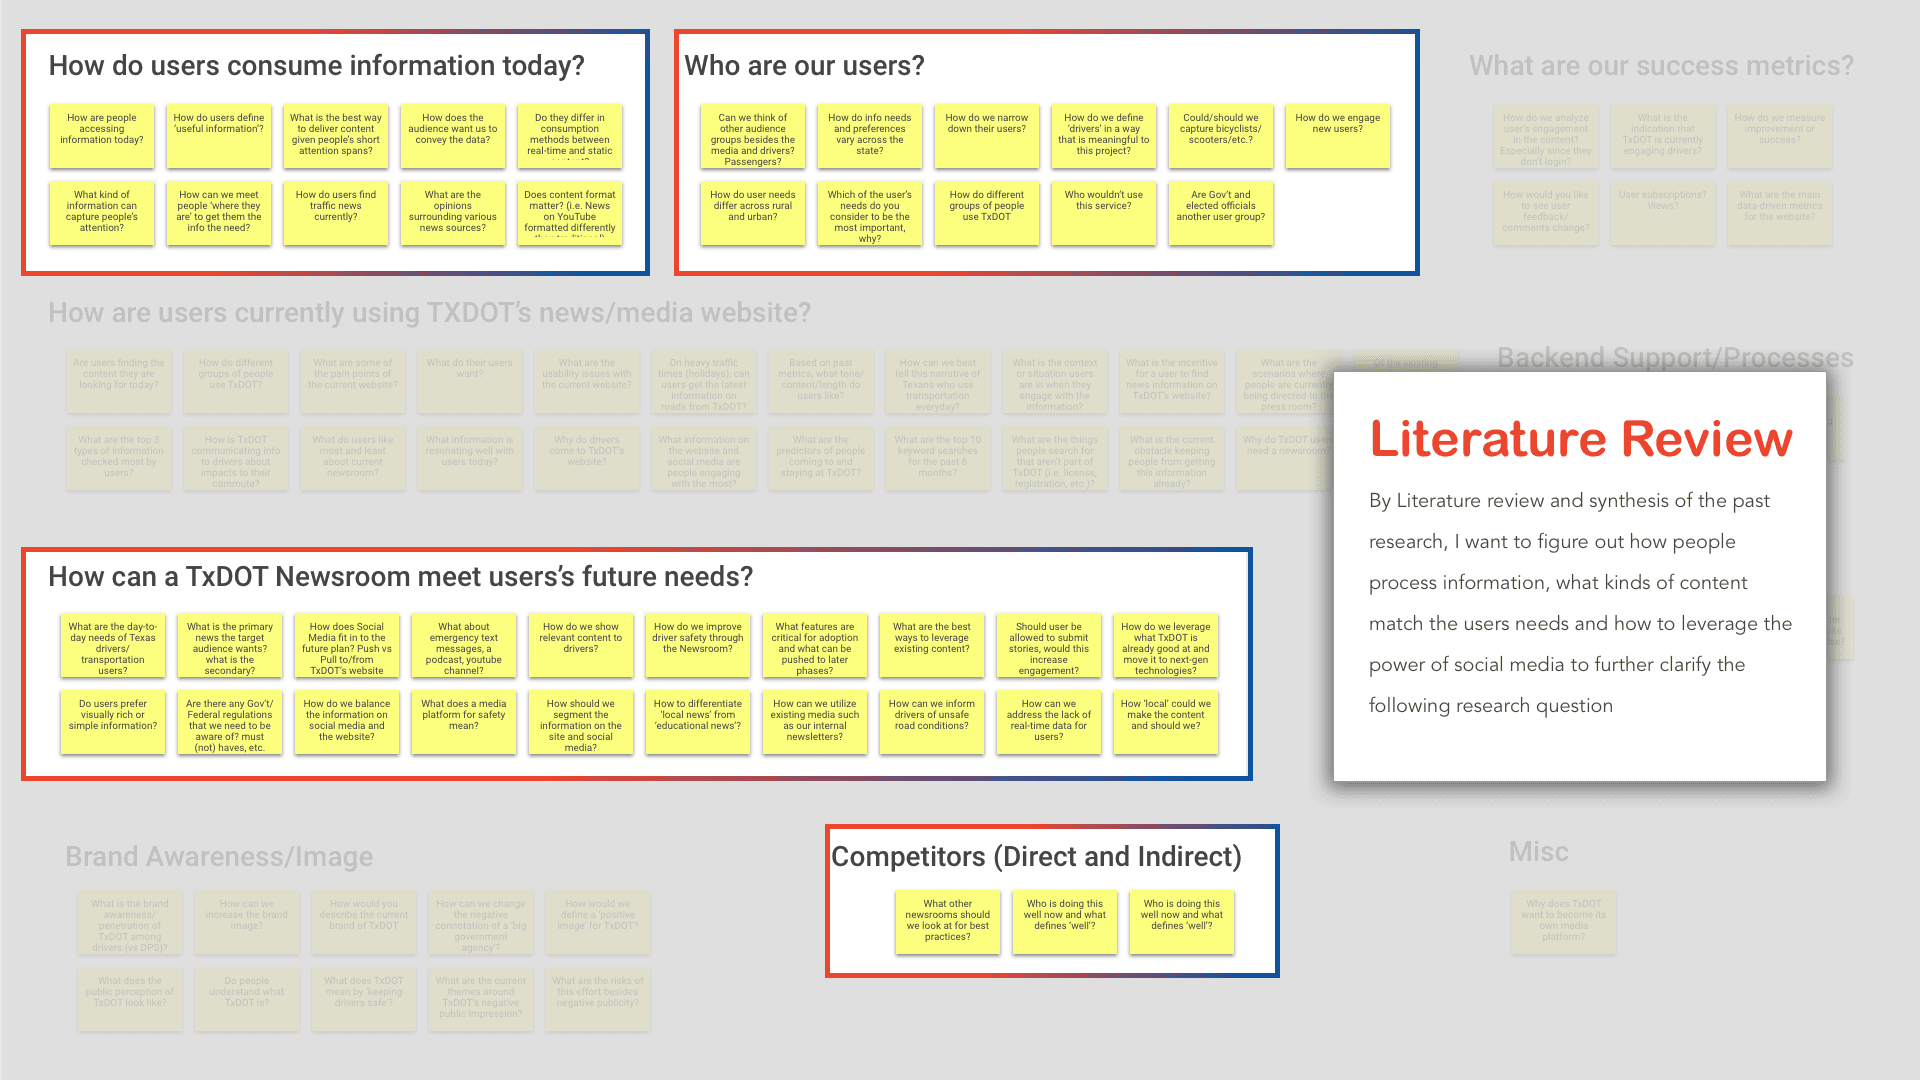 How do users consume information today?
How are people
accessing
information today?
How do users define
‘useful information’?
What is the best way
to deliver content
given people’s short
attention spans?
How does the
audience want us to
convey the data?
Do they differ in
consumption
methods between
real-time and static
What kind of
information can
capture people’s
attention?
How can we meet
people ‘where they
are’ to get them the
info the need?
How do users find
traffic news
currently?
What are the
opinions
surrounding various
news sources?
Does content format
matter? (i.e. News
on YouTube
formatted differently
Who are our users?
Can we think of
other audience
groups besides the
media and drivers?
Passengers?
How do info needs
and preferences
vary across the
state?
How do we narrow
down their users?
How do we define
‘drivers’ in a way
that is meaningful to
this project?
Could/should we
capture bicyclists/
scooters/etc.?
How do we engage
new users?
How do user needs
differ across rural
and urban?
Which of the user’s
needs do you
consider to be the
most important,
why?
How do different
groups of people
use TxDOT
Who wouldn’t use
this service?
Are Gov’t and
elected officials
another user group?
What are our success metrics?
How do we analyze
user’s engagement
in the content?
Especially since they
don’t login?
What is the
indication that
TxDOT is currently
engaging drivers?
How do we measure
improvement or
success?
How would you like
to see user
feedback/
comments change?
User subscriptions?
Views?
What are the main
data-driven metrics
for the website?
How are users currently using TXDOT’s news/media website?
Are users finding the
content they are
looking for today?
How do different
groups of people
use TxDOT?
What are some of
the pain points of
the current website?
What do their users
want?
What are the
usability issues with
the current website?
On heavy traffic
times (holidays), can
users get the latest
information on
roads from TxDOT?
Based on past
metrics, what tone/
content/length do
users like?
How can we best
tell this narrative of
Texans who use
transportation
everyday?
What is the context
or situation users
are in when they
engage with the
information?
What is the incentive
for a user to find
news information on
TxDOT’s website?
What are the
scenarios where
people are currently
being directed to the
press room?
Of the existing
What are the top 3
types of information
checked most by
users?
How is TxDOT
communicating info
to drivers about
impacts to their
commute?
What do users like
most and least
about current
newsroom?
What information is
resonating well with
users today?
Why do drivers
come to TxDOT’s
website?
What information on
the website and
social media are
people engaging
with the most?
What are the
predictors of people
coming to and
staying at TxDOT?
What are the top 10
keyword searches
for the past 6
months?
What are the things
people search for
that aren’t part of
TxDOT (i.e. license,
registration, etc.)?
What is the current
obstacle keeping
people from getting
this information
already?
Why do TxDOT users
need a newsroom?
Backend Support/Processes
Literature Review
By Literature review and synthesis of the past
research, I want to figure out how people
process information, what kinds of content
match the users needs and how to leverage the
power of social media to further clarify the
following research question
How can a TxDOT Newsroom meet users’s future needs?
What are the day-to-
day needs of Texas
drivers/
transportation
users?
What is the primary
news the target
audience wants?
what is the
secondary?
How does Social
Media fit in to the
future plan? Push vs
Pull to/from
TxDOT’s website
What about
emergency text
messages, a
podcast, youtube
channel?
How do we show
relevant content to
drivers?
How do we improve
driver safety through
the Newsroom?
What features are
critical for adoption
and what can be
pushed to later
phases?
What are the best
ways to leverage
existing content?
Should user be
allowed to submit
stories, would this
increase
engagement?
How do we leverage
what TxDOT is
already good at and
move it to next-gen
technologies?
Do users prefer
visually rich or
simple information?
Are there any Gov’t/
Federal regulations
that we need to be
aware of? must
(not) haves, etc.
How do we balance
the information on
social media and
the website?
What does a media
platform for safety
mean?
How should we
segment the
information on the
site and social
media?
How to differentiate
‘local news’ from
‘educational news’?
How can we utilize
existing media such
as our internal
newsletters?
How can we inform
drivers of unsafe
road conditions?
How can we
address the lack of
real-time data for
users?
How ‘local’ could we
make the content
and should we?
Brand Awareness/Image
What is the brand
awareness/
penetration of
TxDOT among
drivers (vs DPS)?
How can we
increase the brand
image?
How would you
describe the current
brand of TxDOT
How can we change
the negative
connotation of a ‘big
government
agency’?
How would we
define a ‘positive
image’ for TxDOT?
What does the
public perception of
TxDOT look like?
Do people
understand what
TxDOT is?
What does TxDOT
mean by ‘keeping
drivers safe’?
What are the current
themes around
TxDOT’s negative
public impression?
What are the risks of
this effort besides
negative publicity?
Competitors (Direct and Indirect)
What other
newsrooms should
we look at for best
practices?
Who is doing this
well now and what
defines ‘well’?
Who is doing this
well now and what
defines ‘well’?
Misc
Why does TxDOT
want to become its
own media
platform?